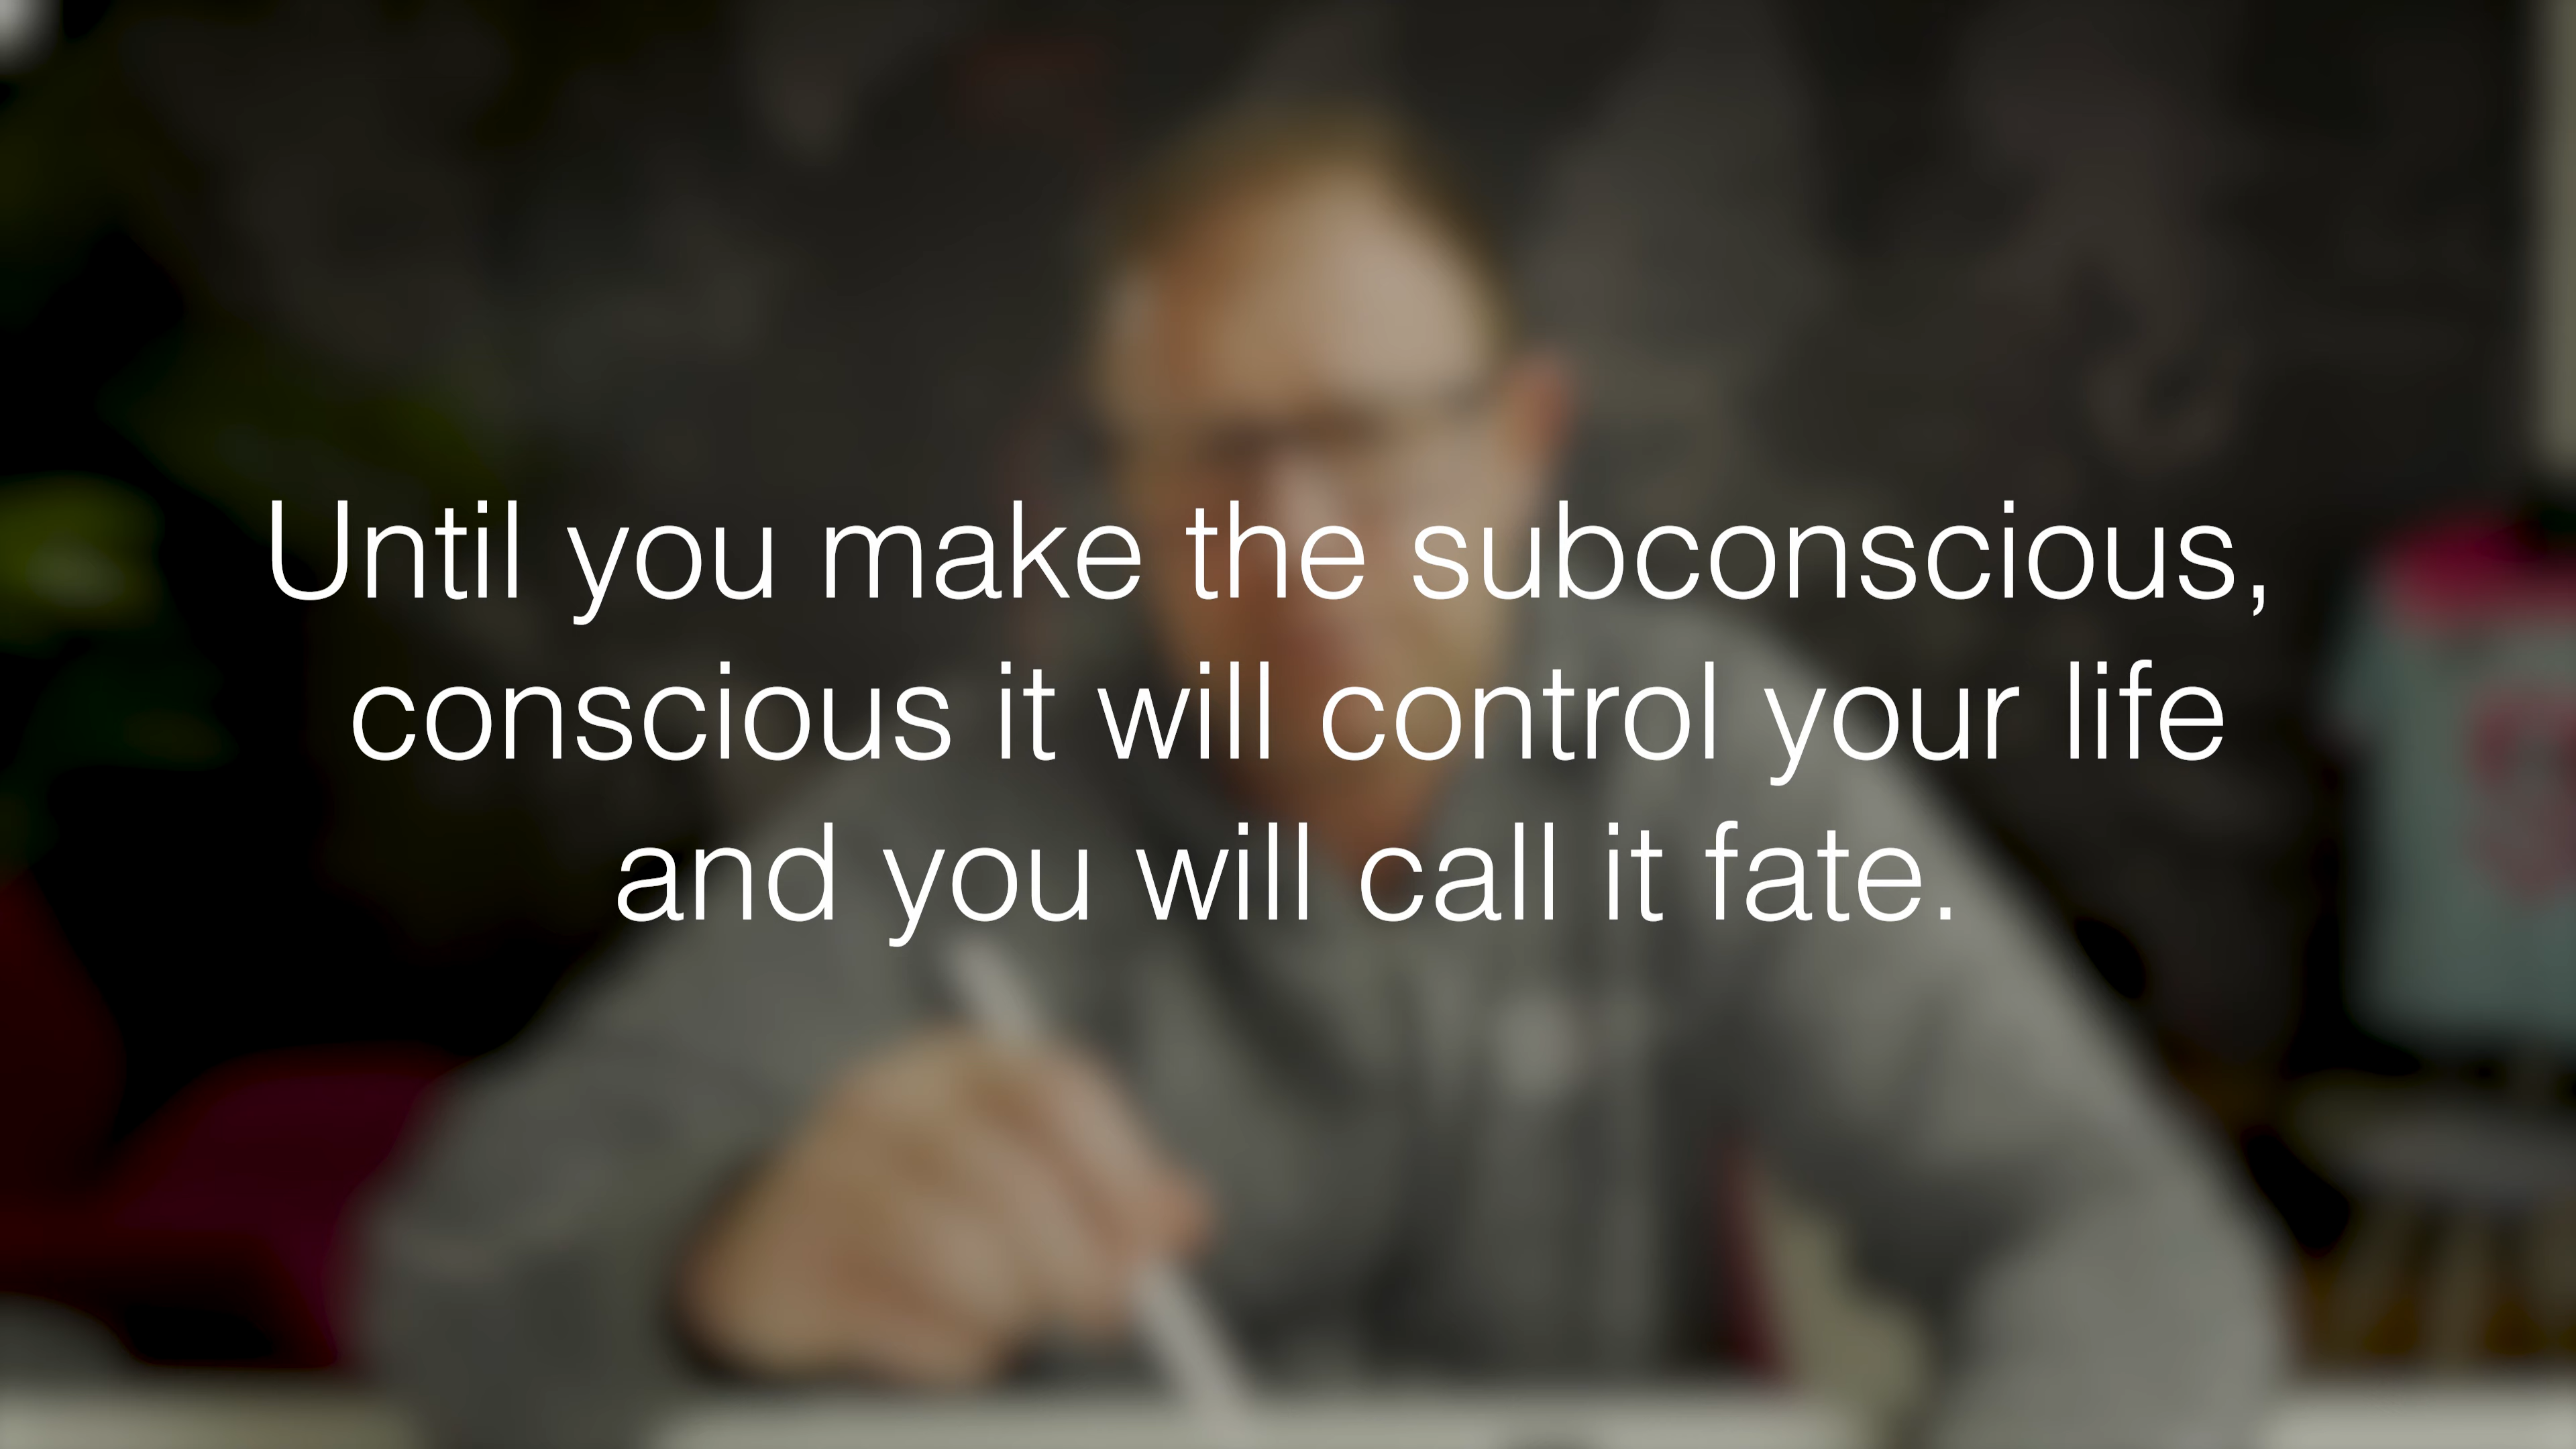 Until you make the subconscious,
conscious it will control your life
and you will call it fate.